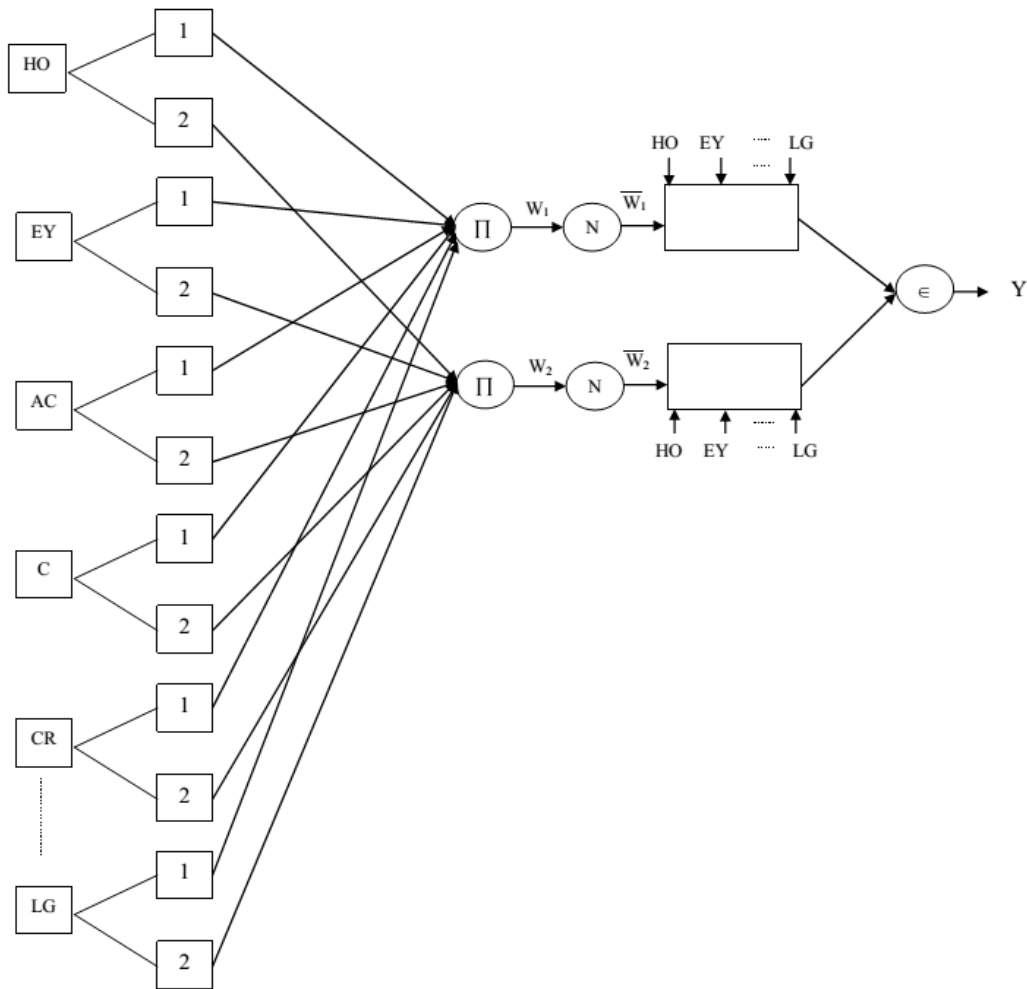 HO
1
2
EY
1
2
AC
1
2
C
1
2
CR
1
2
LG
1
2
∏
W₁
N
W̅₁
HO EY ..... LG
.....
∏
W₂
N
W̅₂
.....
HO EY ..... LG
∈
Y